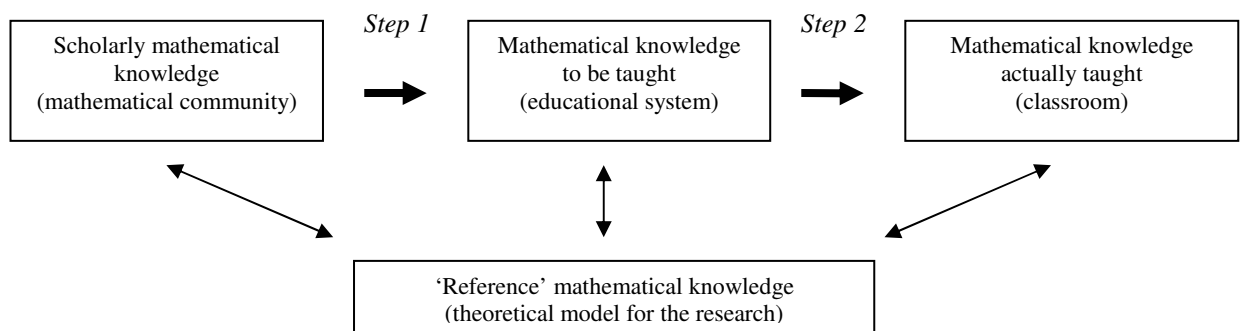 Step 1
Step 2
Scholarly mathematical
knowledge
(mathematical community)
Mathematical knowledge
to be taught
(educational system)
Mathematical knowledge
actually taught
(classroom)
‘Reference’ mathematical knowledge
(theoretical model for the research)